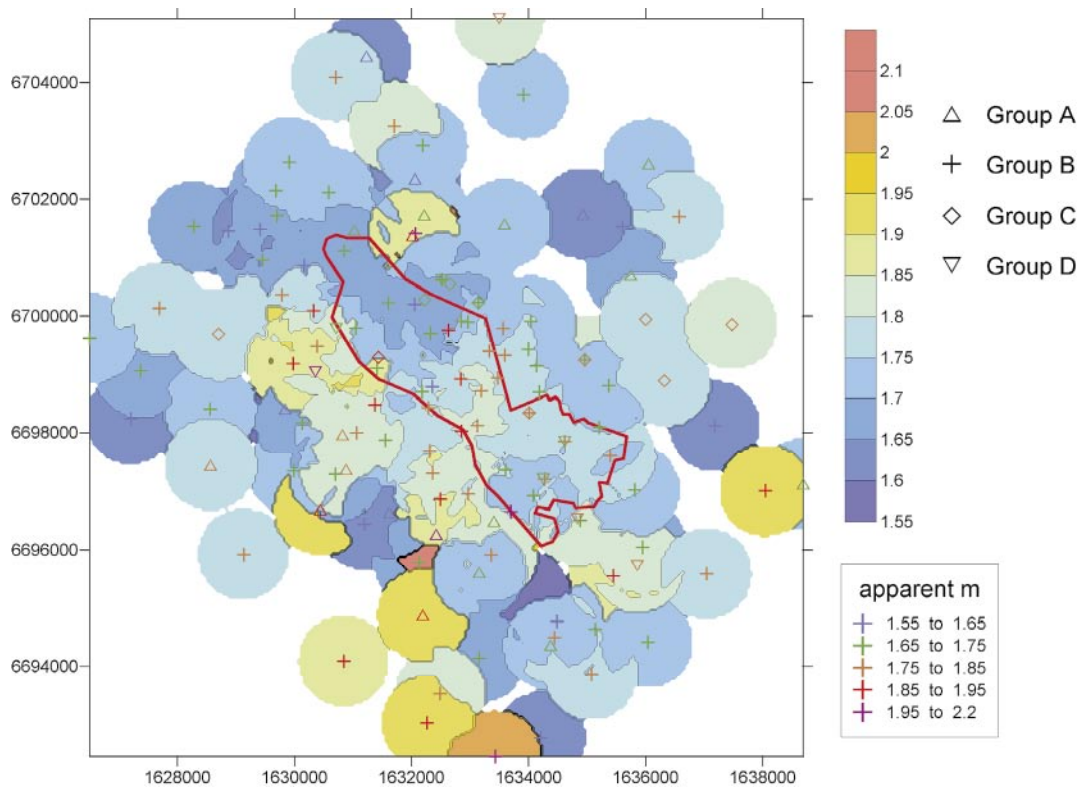 6704000
6702000
6700000
6698000
6696000
6694000
1628000 1630000 1632000 1634000 1636000 1638000
2.1
2.05
2
1.95
1.9
1.85
1.8
1.75
1.7
1.65
1.6
1.55
Group A
Group B
Group C
Group D
apparent m
1.55 to 1.65
1.65 to 1.75
1.75 to 1.85
1.85 to 1.95
1.95 to 2.2